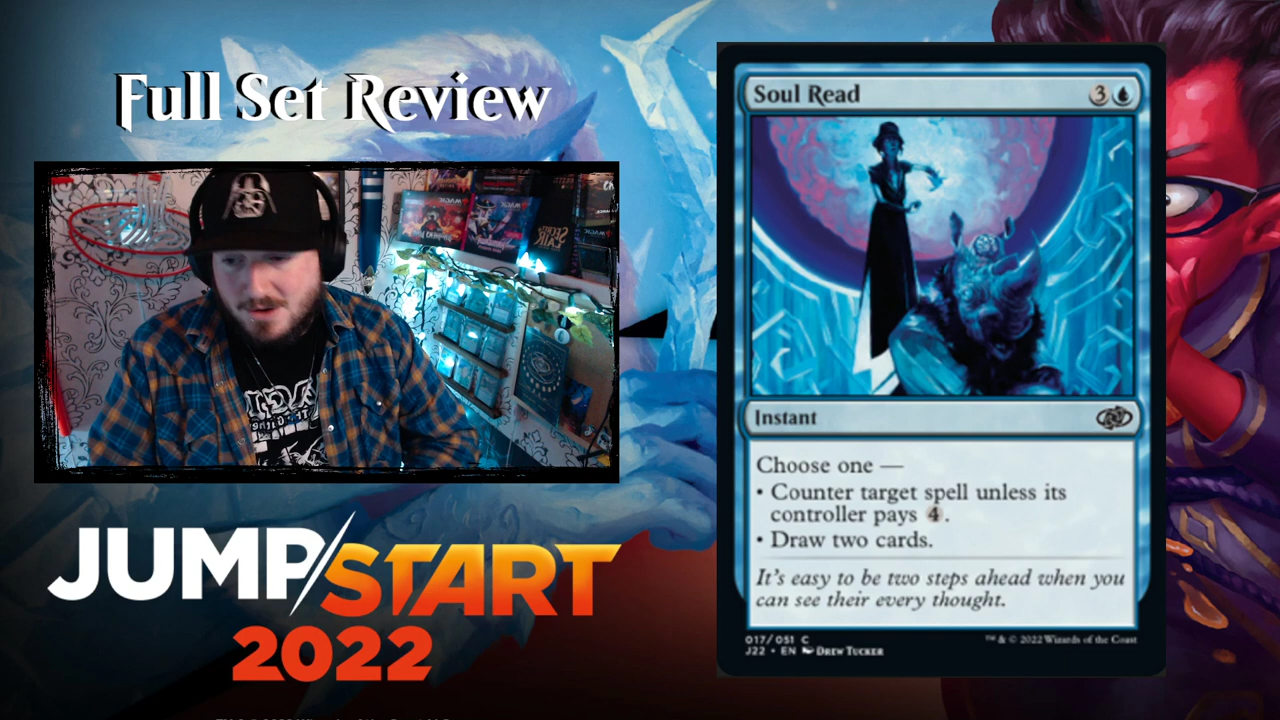 Full Set Review
JUMP/START
2022
Soul Read
3
Instant
Choose one —
• Counter target spell unless its
controller pays 4.
• Draw two cards.
It's easy to be two steps ahead when you
can see their every thought.
017/051 C
J22 • EN DREW TUCKER
™ & © 2022 Wizards of the Coast